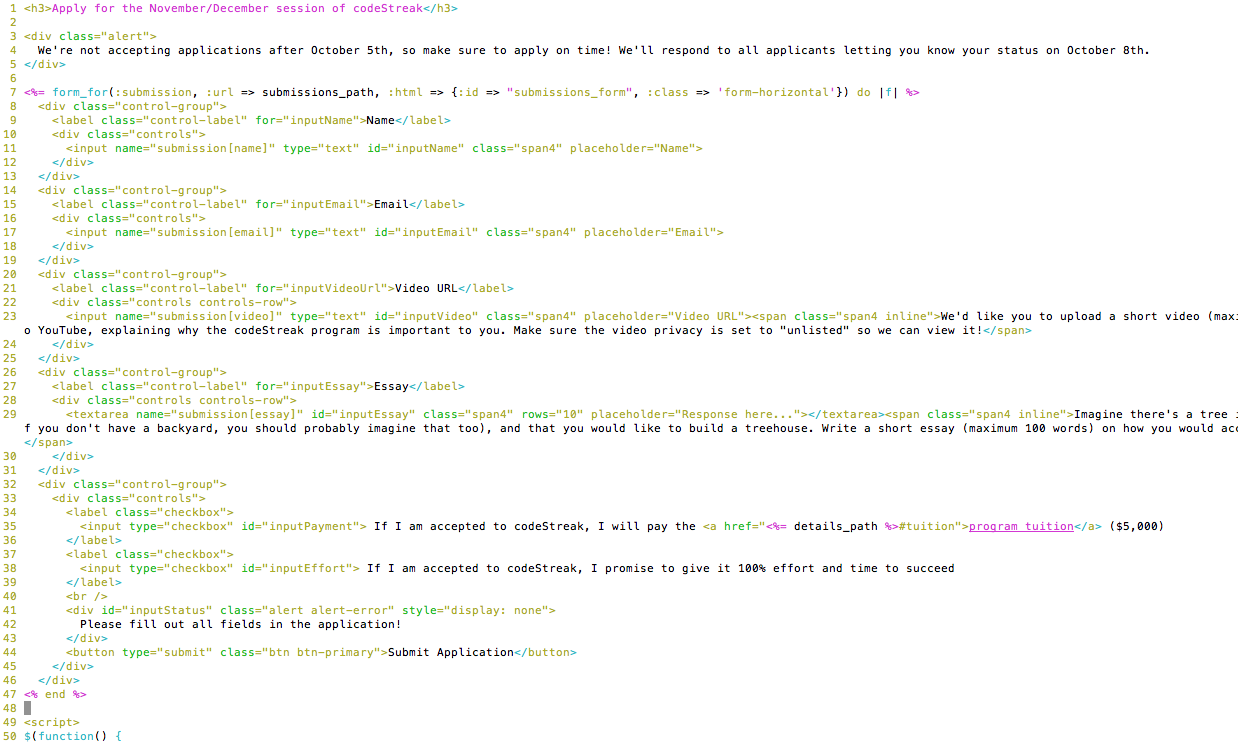 1 <h3>Apply for the November/December session of codeStreak</h3>
2
3 <div class="alert">
4   We're not accepting applications after October 5th, so make sure to apply on time! We'll respond to all applicants letting you know your status on October 8th.
5 </div>
6
7 <%= form_for(:submission, :url => submissions_path, :html => {:id => "submissions_form", :class => 'form-horizontal'}) do |f| %>
8   <div class="control-group">
9     <label class="control-label" for="inputName">Name</label>
10     <div class="controls">
11       <input name="submission[name]" type="text" id="inputName" class="span4" placeholder="Name">
12     </div>
13   </div>
14   <div class="control-group">
15     <label class="control-label" for="inputEmail">Email</label>
16     <div class="controls">
17       <input name="submission[email]" type="text" id="inputEmail" class="span4" placeholder="Email">
18     </div>
19   </div>
20   <div class="control-group">
21     <label class="control-label" for="inputVideoUrl">Video URL</label>
22     <div class="controls controls-row">
23       <input name="submission[video]" type="text" id="inputVideo" class="span4" placeholder="Video URL"><span class="span4 inline">We'd like you to upload a short video (maxi
o YouTube, explaining why the codeStreak program is important to you. Make sure the video privacy is set to "unlisted" so we can view it!</span>
24     </div>
25   </div>
26   <div class="control-group">
27     <label class="control-label" for="inputEssay">Essay</label>
28     <div class="controls controls-row">
29       <textarea name="submission[essay]" id="inputEssay" class="span4" rows="10" placeholder="Response here..."></textarea><span class="span4 inline">Imagine there's a tree i
f you don't have a backyard, you should probably imagine that too), and that you would like to build a treehouse. Write a short essay (maximum 100 words) on how you would acc
</span>
30     </div>
31   </div>
32   <div class="control-group">
33     <div class="controls">
34       <label class="checkbox">
35         <input type="checkbox" id="inputPayment"> If I am accepted to codeStreak, I will pay the <a href="<%= details_path %>#tuition">program tuition</a> ($5,000)
36       </label>
37       <label class="checkbox">
38         <input type="checkbox" id="inputEffort"> If I am accepted to codeStreak, I promise to give it 100% effort and time to succeed
39       </label>
40       <br />
41       <div id="inputStatus" class="alert alert-error" style="display: none">
42         Please fill out all fields in the application!
43       </div>
44       <button type="submit" class="btn btn-primary">Submit Application</button>
45     </div>
46   </div>
47 <% end %>
48
49 <script>
50 $(function() {